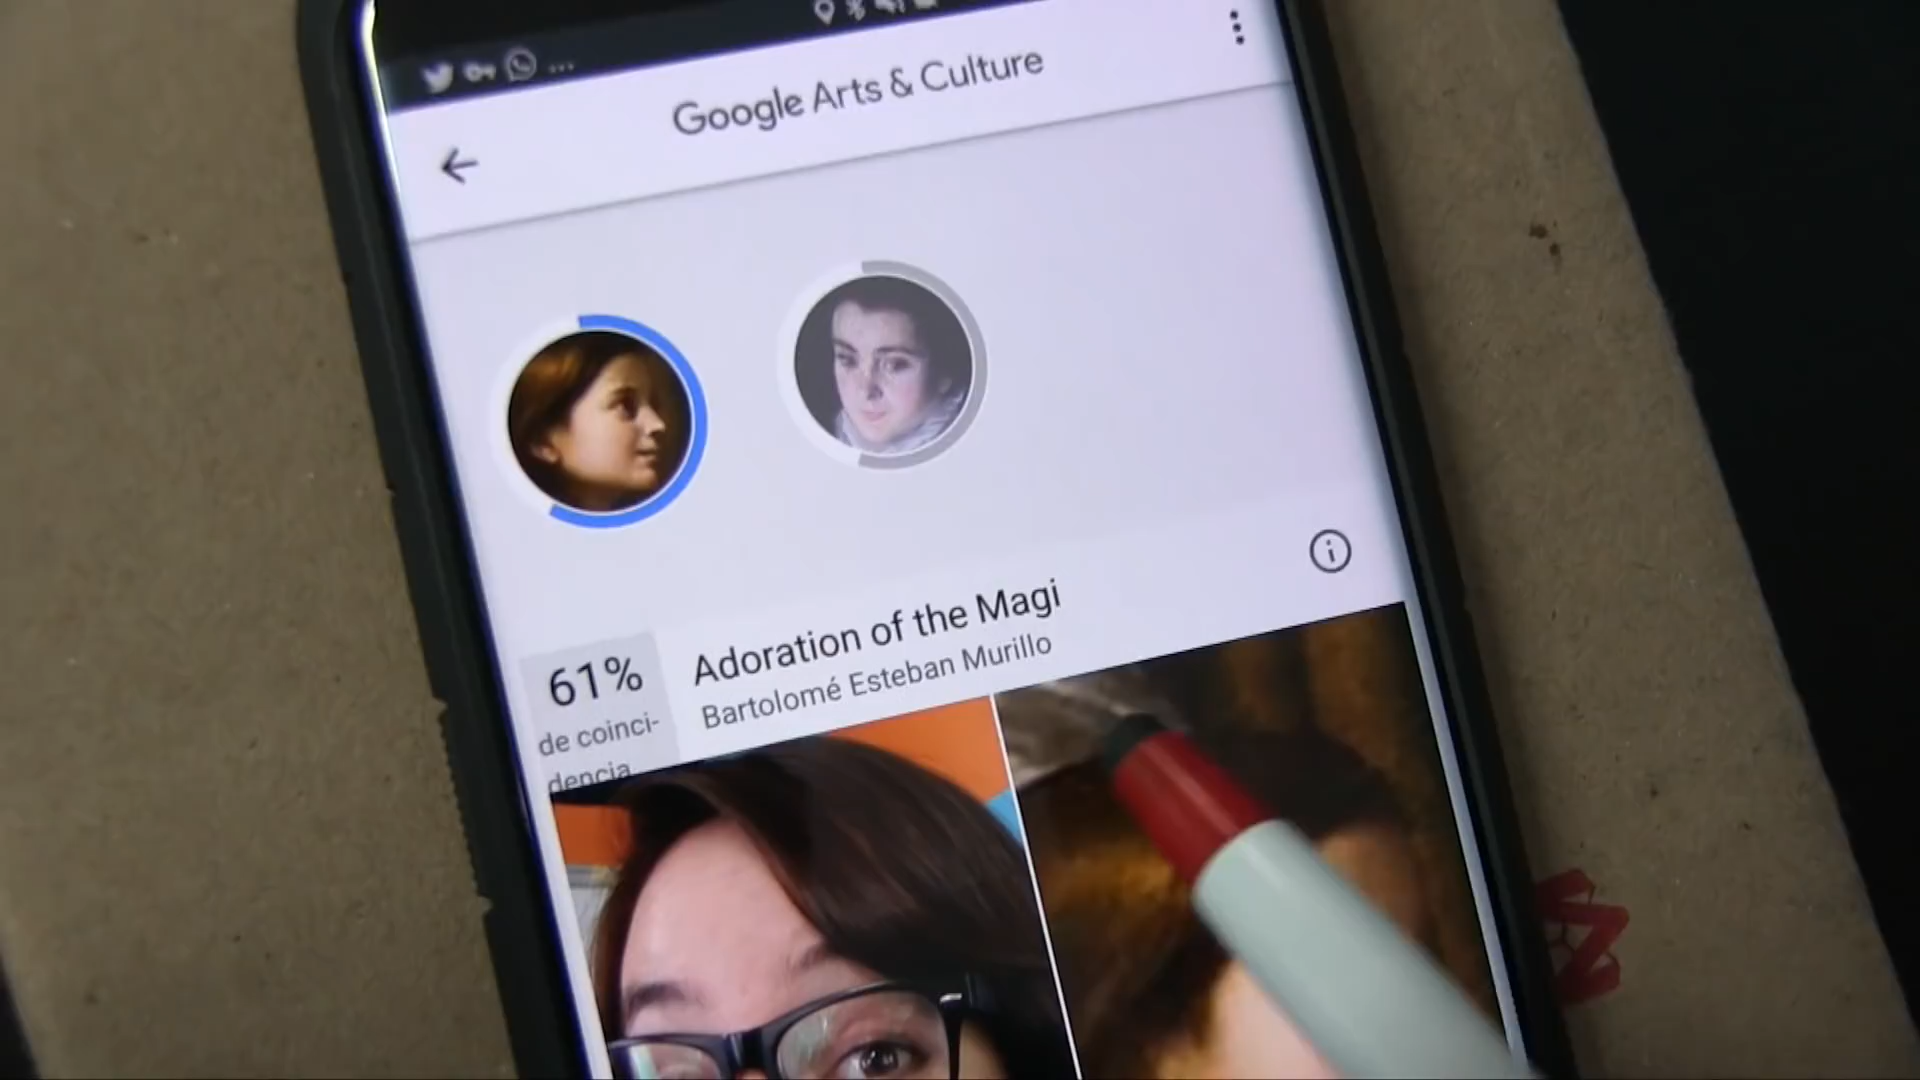 ...
Google Arts & Culture
61%
de coinci-
dencia
Adoration of the Magi
Bartolomé Esteban Murillo